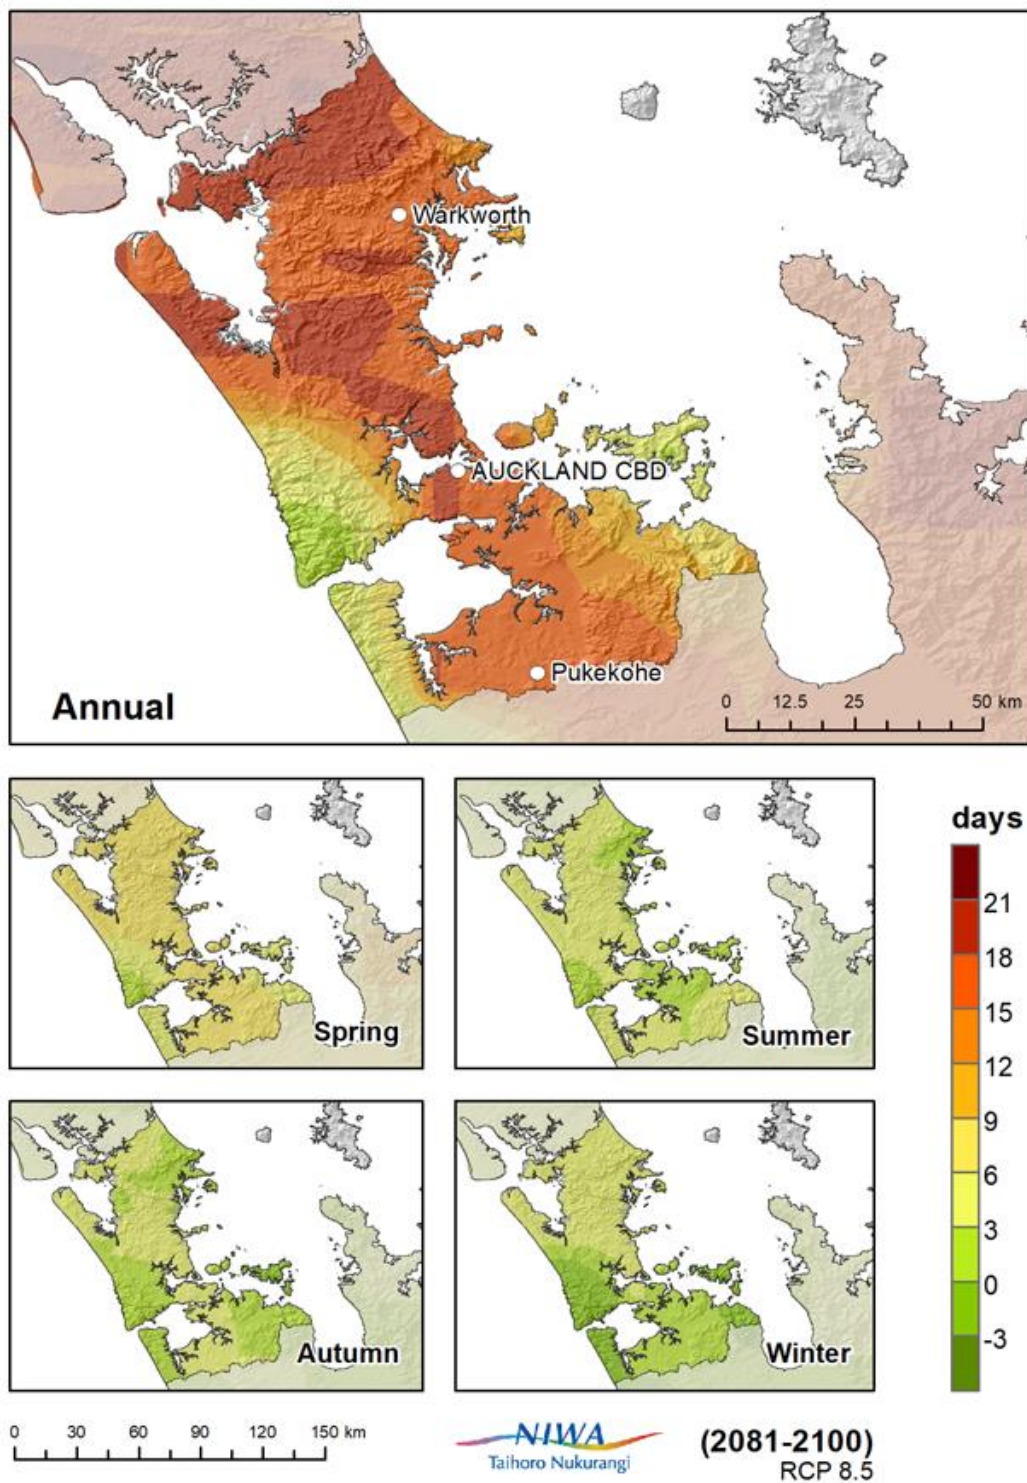 Warkworth
AUCKLAND CBD
Pukekohe
Annual
0 12.5 25 50 km
Spring
Summer
Autumn
Winter
days
21
18
15
12
9
6
3
0
-3
0 30 60 90 120 150 km
NIWA
Taihoro Nukurangi
(2081-2100)
RCP 8.5